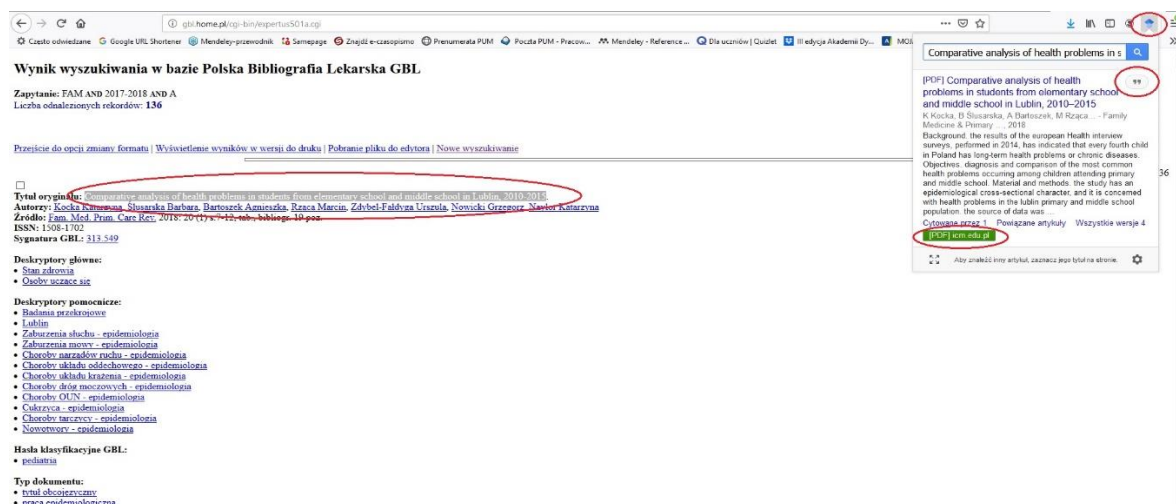 gbl.home.pl/cgi-bin/expertus501a.cgi
Często odwiedzane Google URL Shortener Mendeley-przewodnik Samepage Znajdź e-czasopismo Prenumerata PUM Poczta PUM - Pracow... Mendeley - Reference ... Dla uczniów | Quizlet III edycja Akademii Dy...
Wynik wyszukiwania w bazie Polska Bibliografia Lekarska GBL
Zapytanie: FAM AND 2017-2018 AND A
Liczba odnalezionych rekordów: 136
Przejście do opcji zmiany formatu | Wyświetlenie wyników w wersji do druku | Pobranie pliku do edytora | Nowe wyszukiwanie
Tytuł oryginału: Comparative analysis of health problems in students from elementary school and middle school in Lublin, 2010-2015.
Autorzy: Kocka Katarzyna, Ślusarska Barbara, Bartoszek Agnieszka, Rząca Marcin, Zdybel-Fałdyga Urszula, Nowicki Grzegorz, Naylor Katarzyna
Źródło: Fam. Med. Prim. Care Rev. 2018: 20 (1) s.7-12, tab., bibliogr. 19 poz.
ISSN: 1508-1702
Sygnatura GBL: 313,549
Deskryptory główne:
• Stan zdrowia
• Osoby uczące się
Deskryptory pomocnicze:
• Badania przekrojowe
• Lublin
• Zaburzenia słuchu - epidemiologia
• Zaburzenia mowy - epidemiologia
• Choroby narządów ruchu - epidemiologia
• Choroby układu oddechowego - epidemiologia
• Choroby układu krążenia - epidemiologia
• Choroby dróg moczowych - epidemiologia
• Choroby OUN - epidemiologia
• Cukrzyca - epidemiologia
• Choroby tarczycy - epidemiologia
• Nowotwory - epidemiologia
Hasła klasyfikacyjne GBL:
• pediatria
Typ dokumentu:
• tytuł obcojęzyczny
• praca epidemiologiczna
Comparative analysis of health problems in s
[PDF] Comparative analysis of health
problems in students from elementary school
and middle school in Lublin, 2010–2015
K Kocka, B Ślusarska, A Bartoszek, M Rząca... - Family
Medicine & Primary ..., 2018
Background. the results of the european Health interview
surveys, performed in 2014, has indicated that every fourth child
in Poland has long-term health problems or chronic diseases.
Objectives. diagnosis and comparison of the most common
health problems occurring among children attending primary
and middle school. Material and methods. the study has an
epidemiological cross-sectional character, and it is concerned
with health problems in the lublin primary and middle school
population. the source of data was ...
Cytowane przez 1 Powiązane artykuły Wszystkie wersje 4
[PDF] icm.edu.pl
Aby znaleźć inny artykuł, zaznacz jego tytuł na stronie.
36